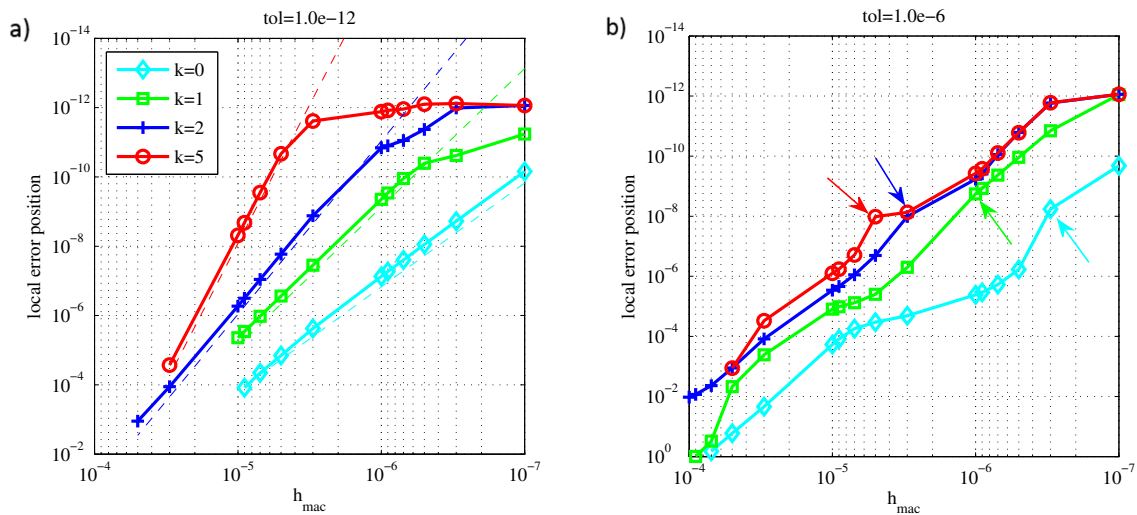 a)
tol=1.0e-12
local error position
10^-14
10^-12
10^-10
10^-8
10^-6
10^-4
10^-2
k=0
k=1
k=2
k=5
10^-4 10^-5 10^-6 10^-7
h_mac
b)
tol=1.0e-6
local error position
10^-14
10^-12
10^-10
10^-8
10^-6
10^-4
10^-2
10^0
10^-4 10^-5 10^-6 10^-7
h_mac